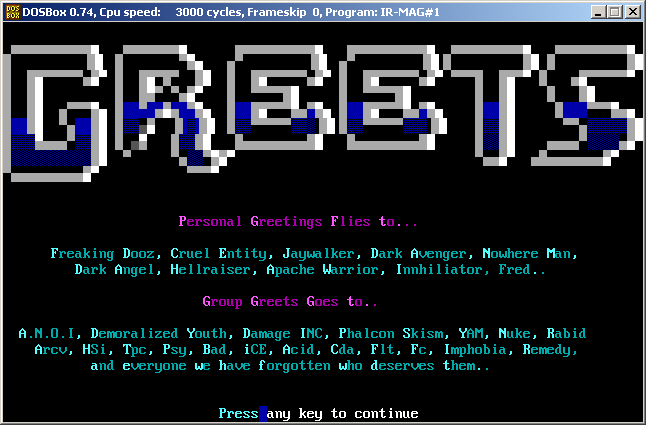 DOSBox 0.74, Cpu speed: 3000 cycles, Frameskip 0, Program: IR-MAG#1
GREETS
Personal Greetings Flies to...
Freaking Dooz, Cruel Entity, Jaywalker, Dark Avenger, Nowhere Man,
Dark Angel, Hellraiser, Apache Warrior, Innhiliator, Fred..
Group Greets Goes to..
A.N.O.I, Demoralized Youth, Damage INC, Phalcon Skism, YAM, Nuke, Rabid
Arcv, HSi, Tpc, Psy, Bad, iCE, Acid, Cda, Flt, Fc, Imphobia, Remedy,
and everyone we have forgotten who deserves them..
Press any key to continue